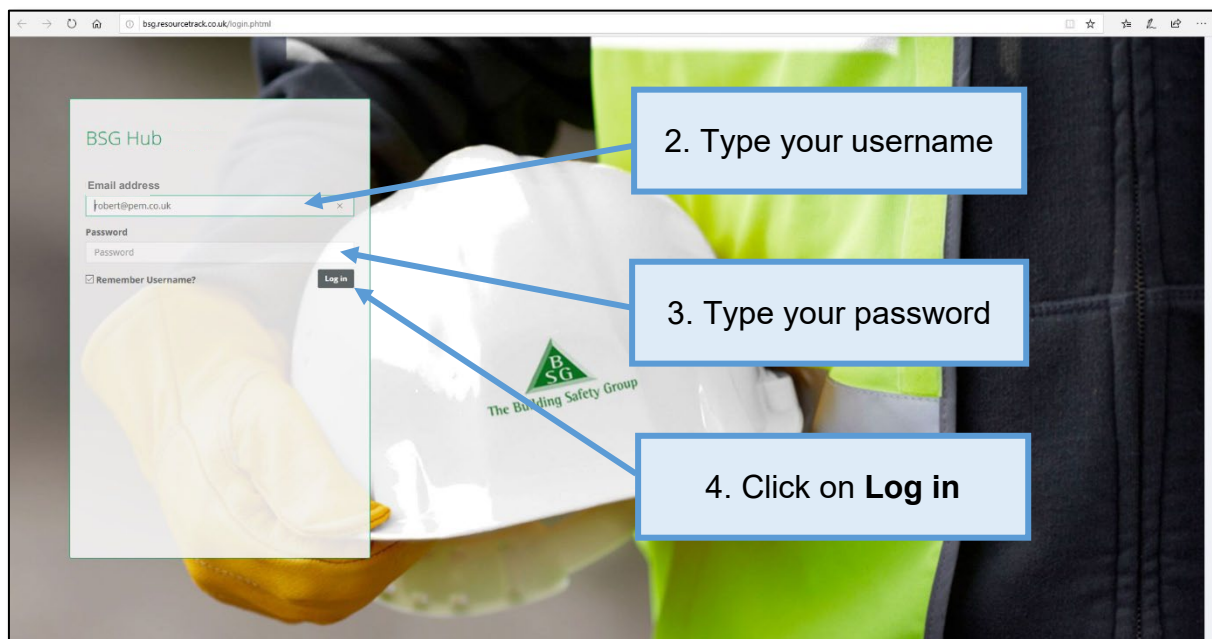 bsg.resourcetrack.co.uk/login.phtml
BSG Hub
Email address
robert@pem.co.uk
Password
Password
Remember Username?
Log in
2. Type your username
3. Type your password
4. Click on Log in
B
SG
The Building Safety Group